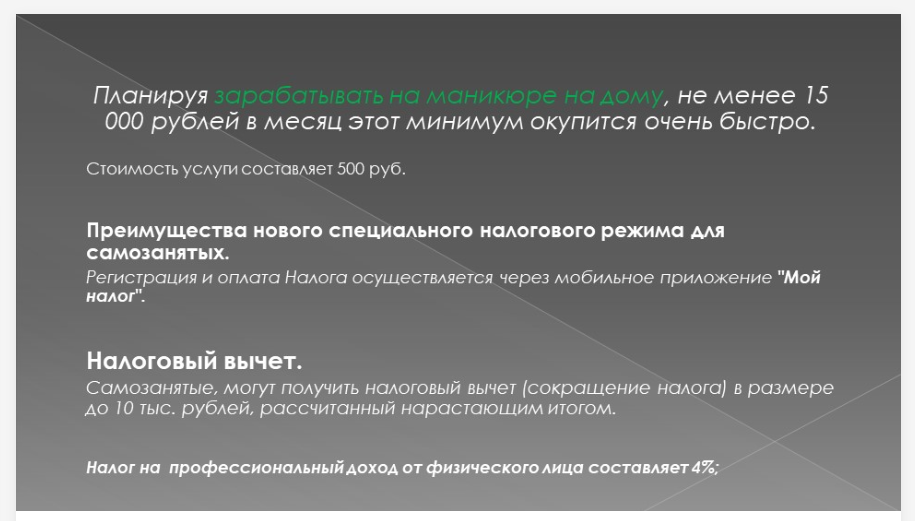 Планируя зарабатывать на маникюре на дому, не менее 15
000 рублей в месяц этот минимум окупится очень быстро.
Стоимость услуги составляет 500 руб.
Преимущества нового специального налогового режима для
самозанятых.
Регистрация и оплата Налога осуществляется через мобильное приложение "Мой
налог".
Налоговый вычет.
Самозанятые, могут получить налоговый вычет (сокращение налога) в размере
до 10 тыс. рублей, рассчитанный нарастающим итогом.
Налог на профессиональный доход от физического лица составляет 4%;